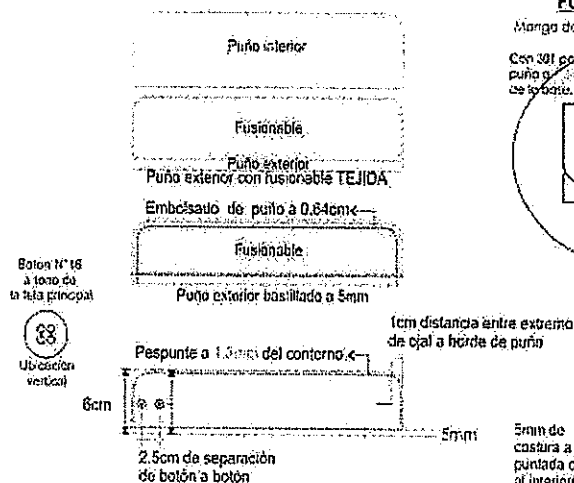 Puño interior
Fusionable
Puño exterior
Puño exterior con fusionable TEJIDA
Embolsado de puño a 0.64cm
Fusionable
Puño exterior bastillado a 5mm
Boton N°16
a tono de
la tela principal
Ubicación
vertical
1cm distancia entre extremo
de ojal a borde de puño
Pespunte a del contorno
6cm
5mm
2.5cm de separación
de botón a botón
Manga de
Con 301
puño a
de la base.
5mm de
costura a
puntada
al interior